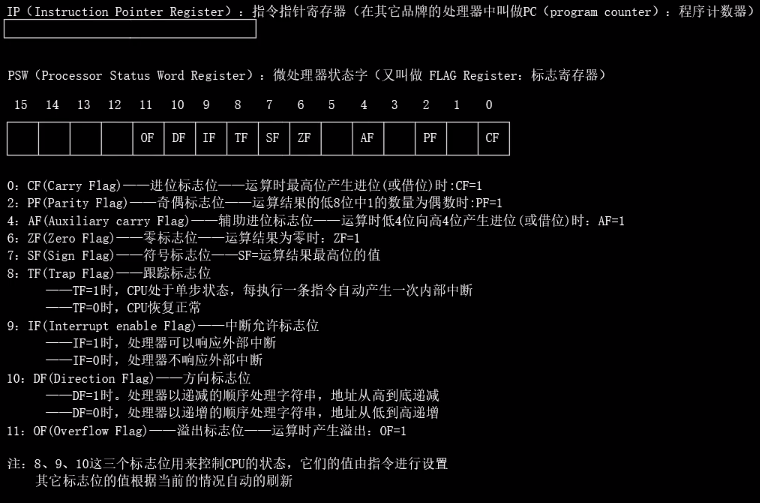 IP（Instruction Pointer Register）：指令指针寄存器（在其它品牌的处理器中叫做PC（program counter）：程序计数器）
PSW（Processor Status Word Register）：微处理器状态字（又叫做 FLAG Register：标志寄存器）
15 14 13 12 11 10 9 8 7 6 5 4 3 2 1 0
OF DF IF TF SF ZF AF PF CF
0：CF(Carry Flag)——进位标志位——运算时最高位产生进位(或借位)时:CF=1
2：PF(Parity Flag)——奇偶标志位——运算结果的低8位中1的数量为偶数时:PF=1
4：AF(Auxiliary carry Flag)——辅助进位标志位——运算时低4位向高4位产生进位(或借位)时：AF=1
6：ZF(Zero Flag)——零标志位——运算结果为零时：ZF=1
7：SF(Sign Flag)——符号标志位——SF=运算结果最高位的值
8：TF(Trap Flag)——跟踪标志位
——TF=1时，CPU处于单步状态，每执行一条指令自动产生一次内部中断
——TF=0时，CPU恢复正常
9：IF(Interrupt enable Flag)——中断允许标志位
——IF=1时，处理器可以响应外部中断
——IF=0时，处理器不响应外部中断
10：DF(Direction Flag)——方向标志位
——DF=1时。处理器以递减的顺序处理字符串，地址从高到底递减
——DF=0时，处理器以递增的顺序处理字符串，地址从低到高递增
11：OF(Overflow Flag)——溢出标志位——运算时产生溢出：OF=1
注：8、9、10这三个标志位用来控制CPU的状态，它们的值由指令进行设置
其它标志位的值根据当前的情况自动的刷新